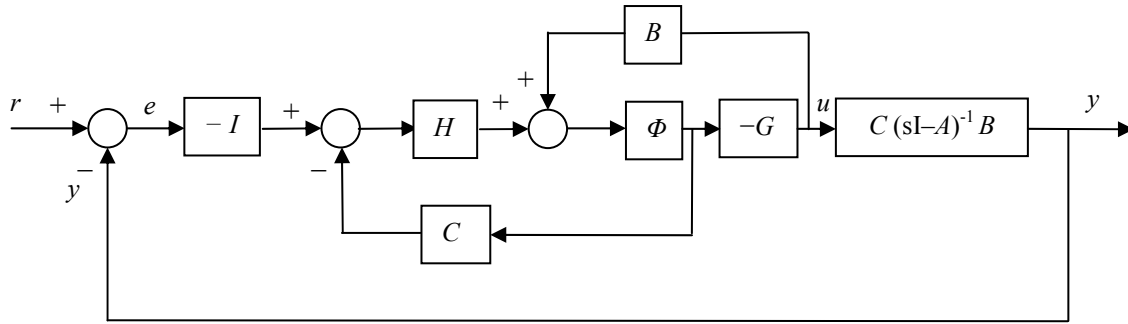 B
r + e − I + H + + Φ −G u C (sI–A)⁻¹ B y
− y
−
C